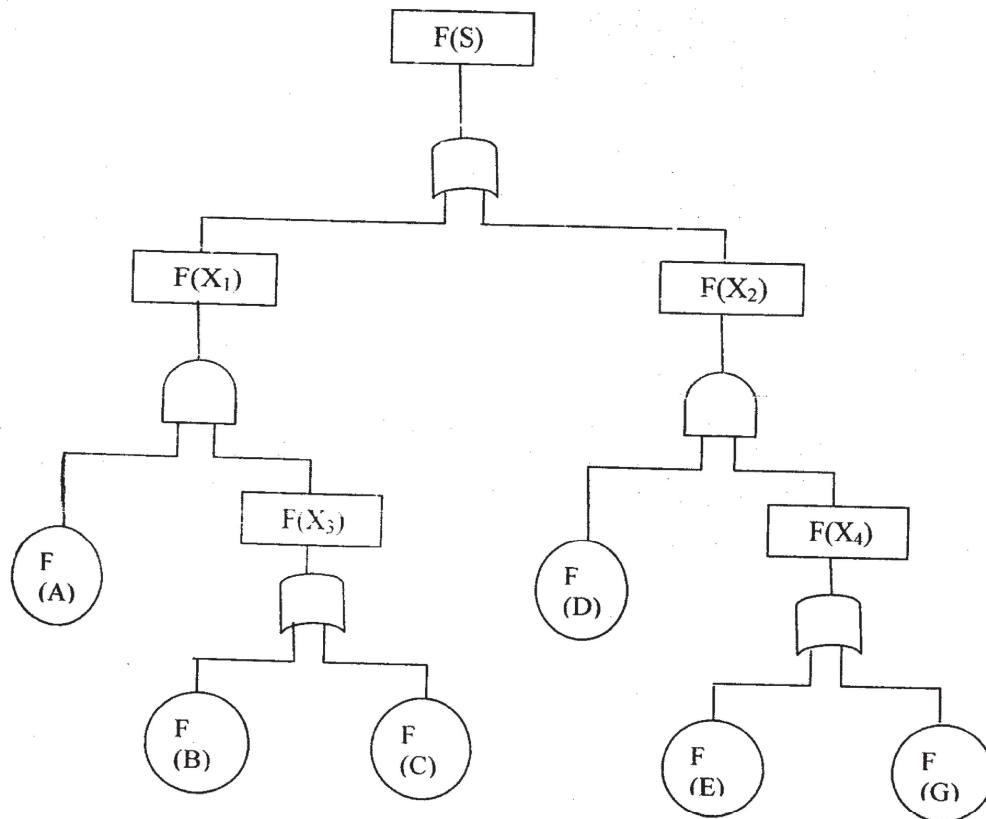 F(S)
F(X₁)
F(X₂)
F(X₃)
F(X₄)
F
(A)
F
(D)
F
(B)
F
(C)
F
(E)
F
(G)